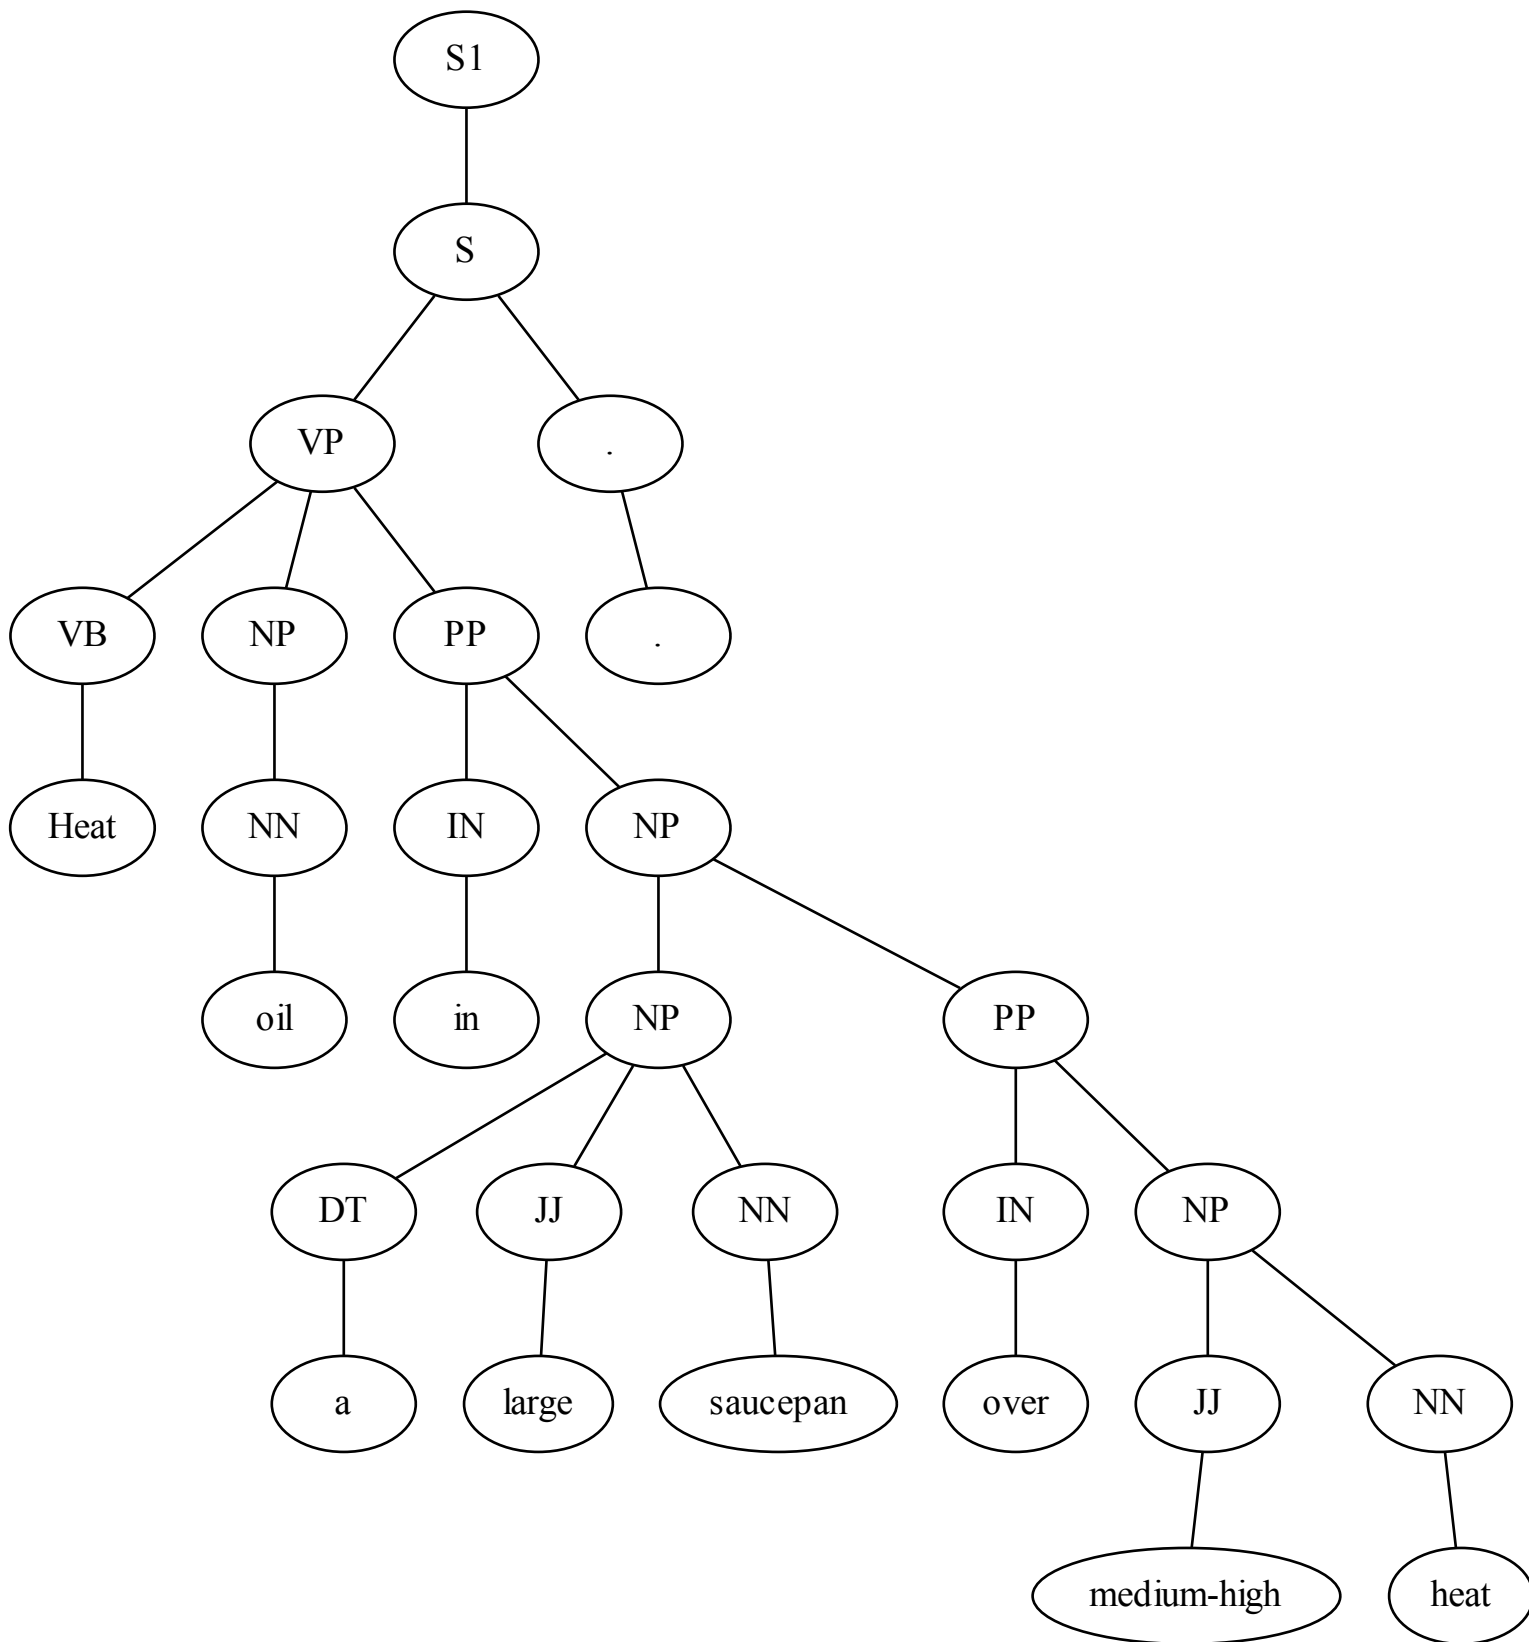 S1
S
VP .
VB NP PP .
Heat NN IN NP
oil in NP PP
DT JJ NN IN NP
a large saucepan over JJ NN
medium-high heat